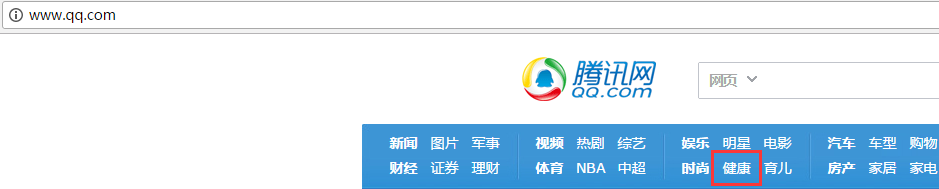 www.qq.com
腾讯网
QQ.com
网页
新闻 图片 军事 视频 热剧 综艺 娱乐 明星 电影 汽车 车型 购物
财经 证券 理财 体育 NBA 中超 时尚 健康 育儿 房产 家居 家电